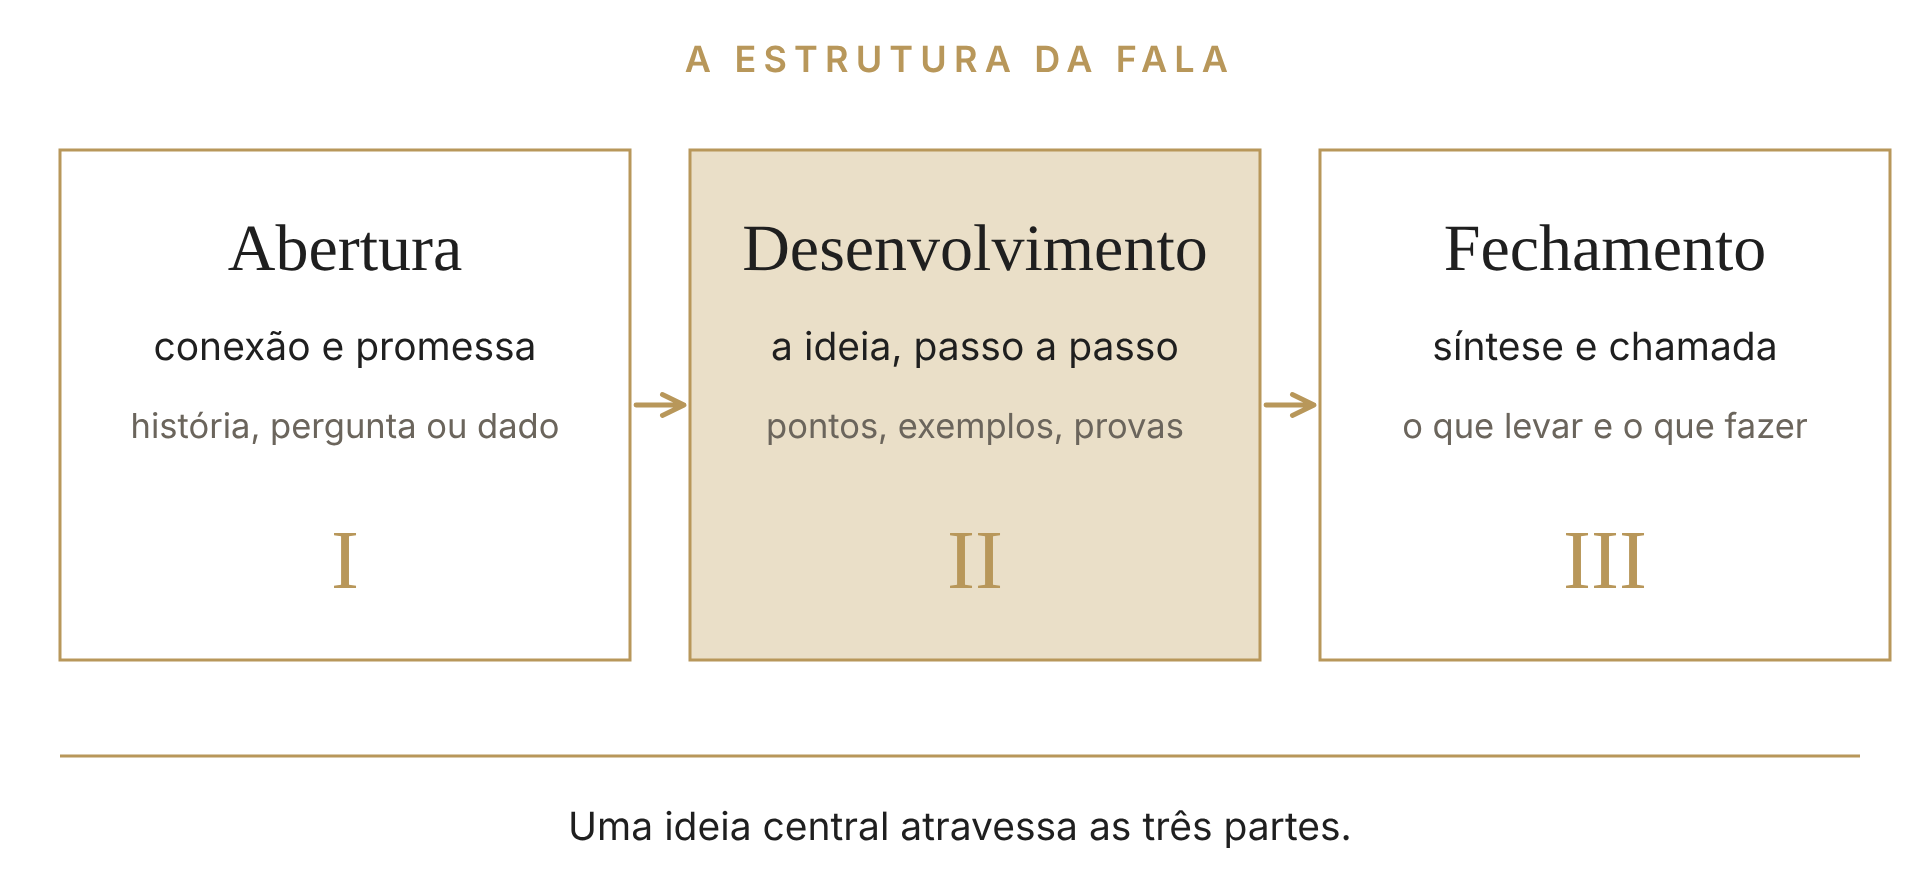 A ESTRUTURA DA FALA
Abertura
conexão e promessa
história, pergunta ou dado
I
Desenvolvimento
a ideia, passo a passo
pontos, exemplos, provas
II
Fechamento
síntese e chamada
o que levar e o que fazer
III
Uma ideia central atravessa as três partes.